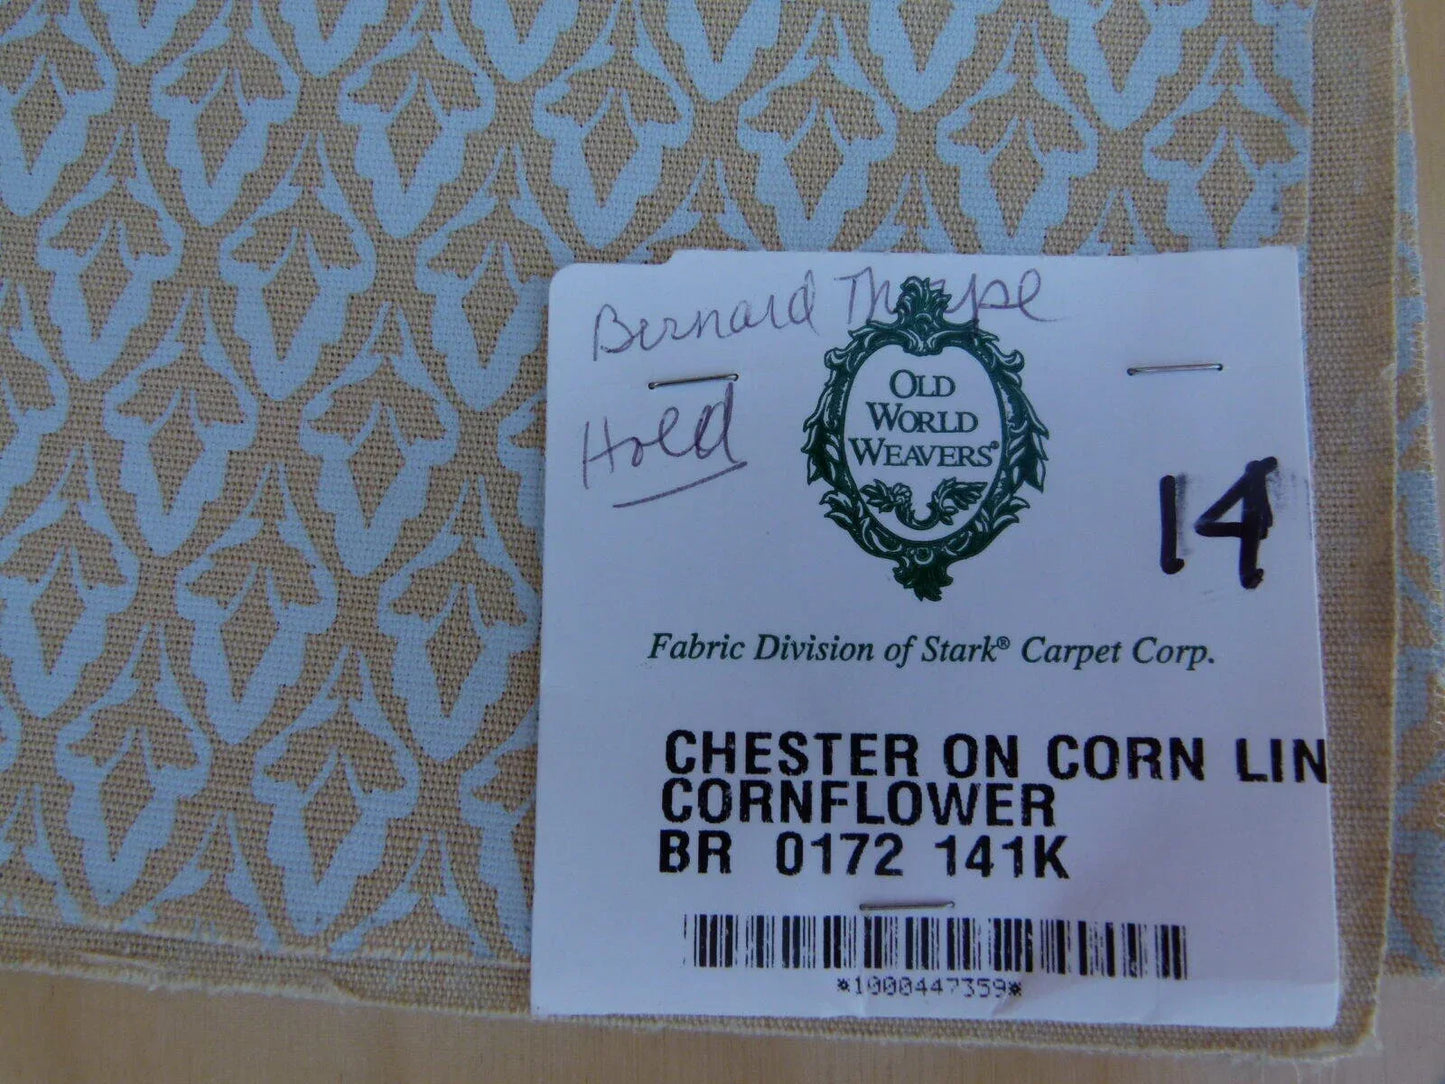 Bernard Thorpe
Hold
OLD
WORLD
WEAVERS®
14
Fabric Division of Stark® Carpet Corp.
CHESTER ON CORN LIN
CORNFLOWER
BR 0172 141K
*1000447359*